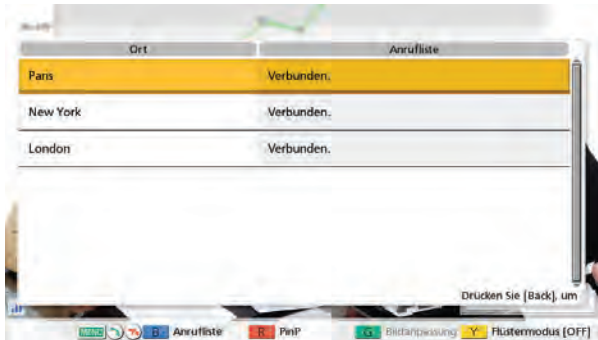 Ort Anrufliste
Paris Verbunden.
New York Verbunden.
London Verbunden.
Drücken Sie [Back], um
MENU B Anrufliste R PinP G Bildanpassung Y Flüstermodus [OFF]